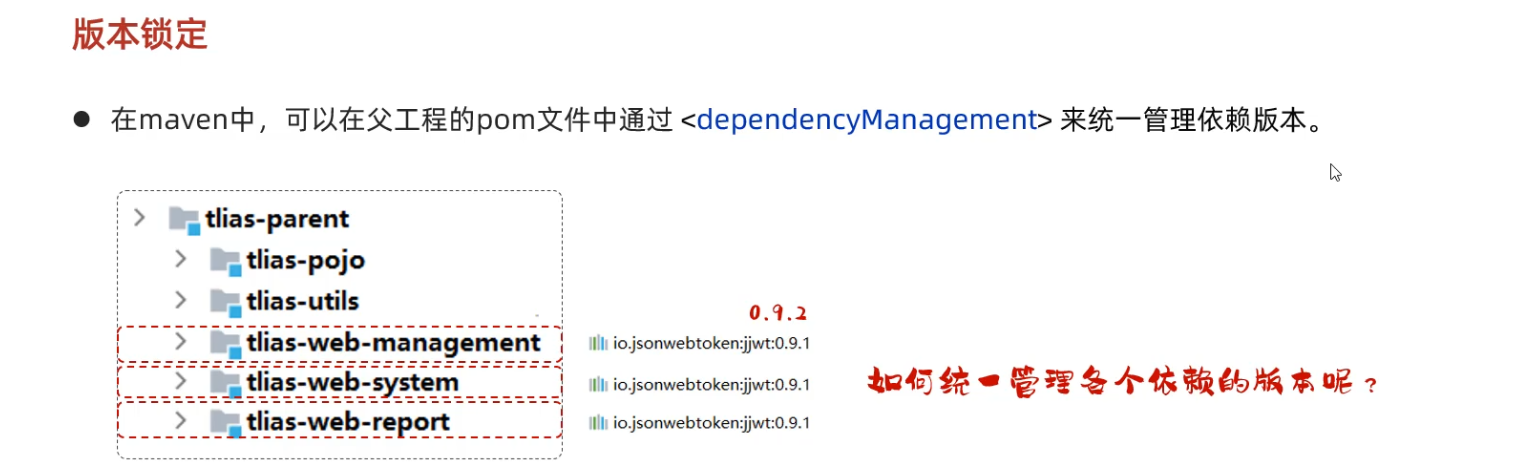 版本锁定
● 在maven中，可以在父工程的pom文件中通过 <dependencyManagement> 来统一管理依赖版本。
tlias-parent
tlias-pojo
tlias-utils
0.9.2
tlias-web-management io.jsonwebtoken:jjwt:0.9.1
tlias-web-system io.jsonwebtoken:jjwt:0.9.1
如何统一管理各个依赖的版本呢？
tlias-web-report io.jsonwebtoken:jjwt:0.9.1